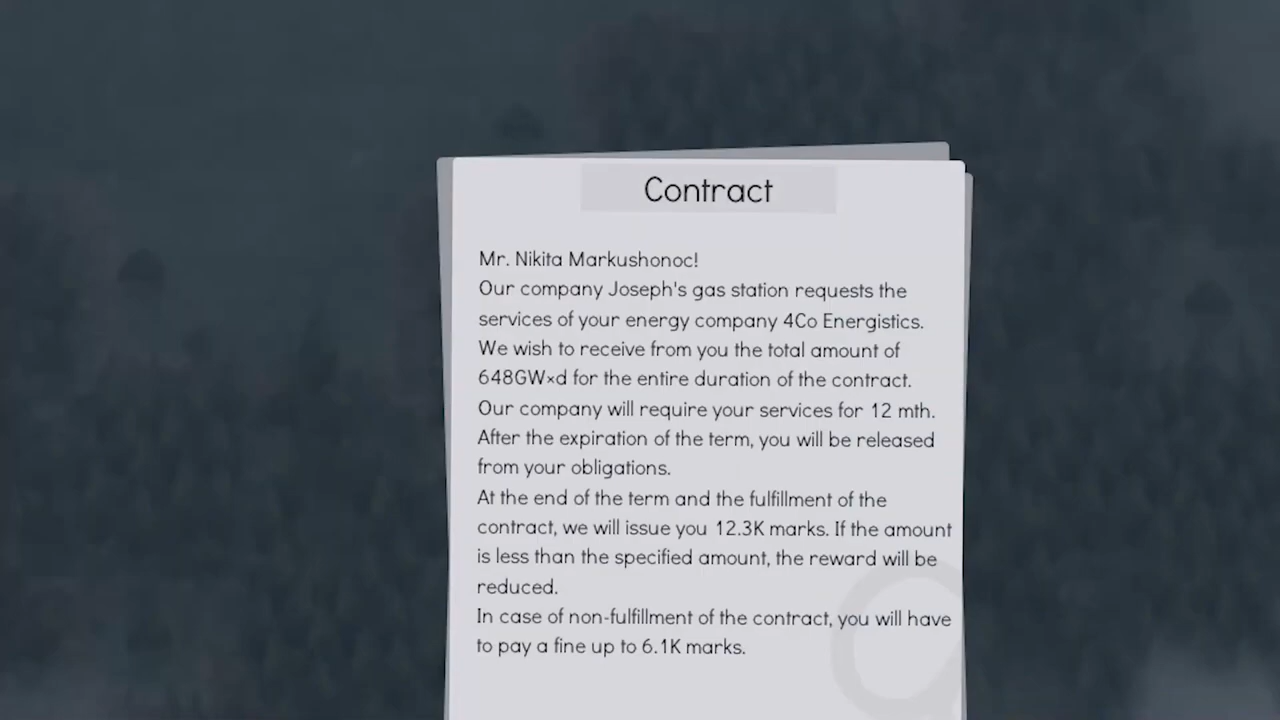 Contract
Mr. Nikita Markushonoc!
Our company Joseph's gas station requests the
services of your energy company 4Co Energistics.
We wish to receive from you the total amount of
648GW×d for the entire duration of the contract.
Our company will require your services for 12 mth.
After the expiration of the term, you will be released
from your obligations.
At the end of the term and the fulfillment of the
contract, we will issue you 12.3K marks. If the amount
is less than the specified amount, the reward will be
reduced.
In case of non-fulfillment of the contract, you will have
to pay a fine up to 6.1K marks.